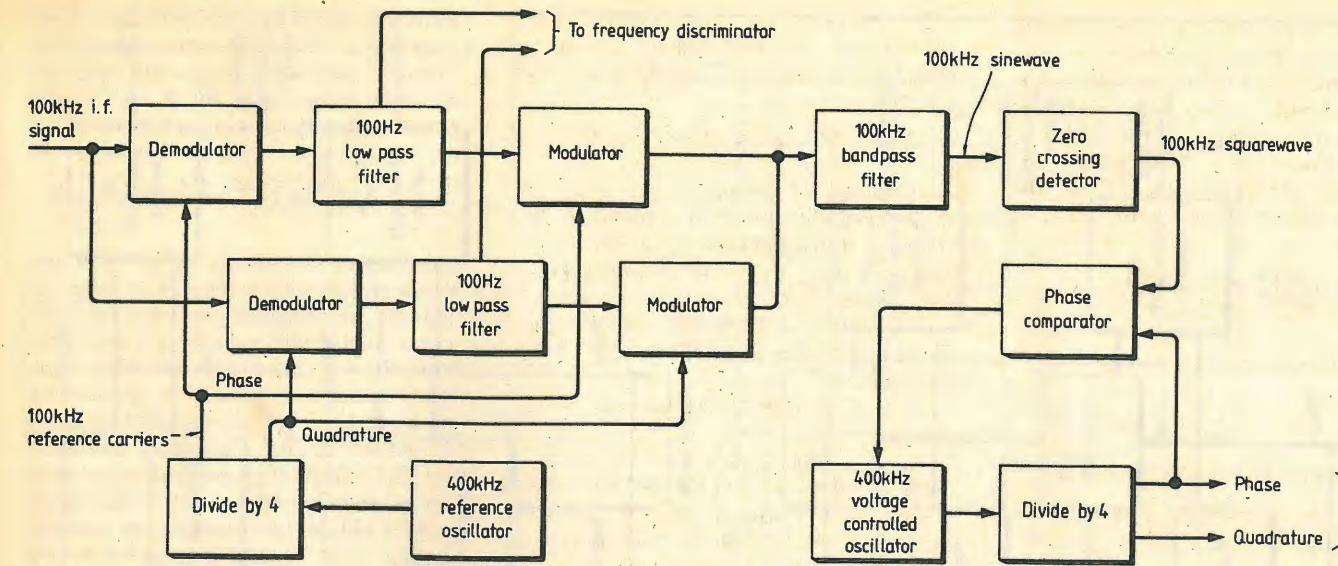 To frequency discriminator
100kHz sinewave
100kHz i.f.
signal
Demodulator
100Hz
low pass
filter
Modulator
100kHz
bandpass
filter
Zero
crossing
detector
100kHz squarewave
Demodulator
100Hz
low pass
filter
Modulator
Phase
comparator
Phase
100kHz
reference carriers
Quadrature
Divide by 4
400kHz
reference
oscillator
400kHz
voltage
controlled
oscillator
Divide by 4
Phase
Quadrature